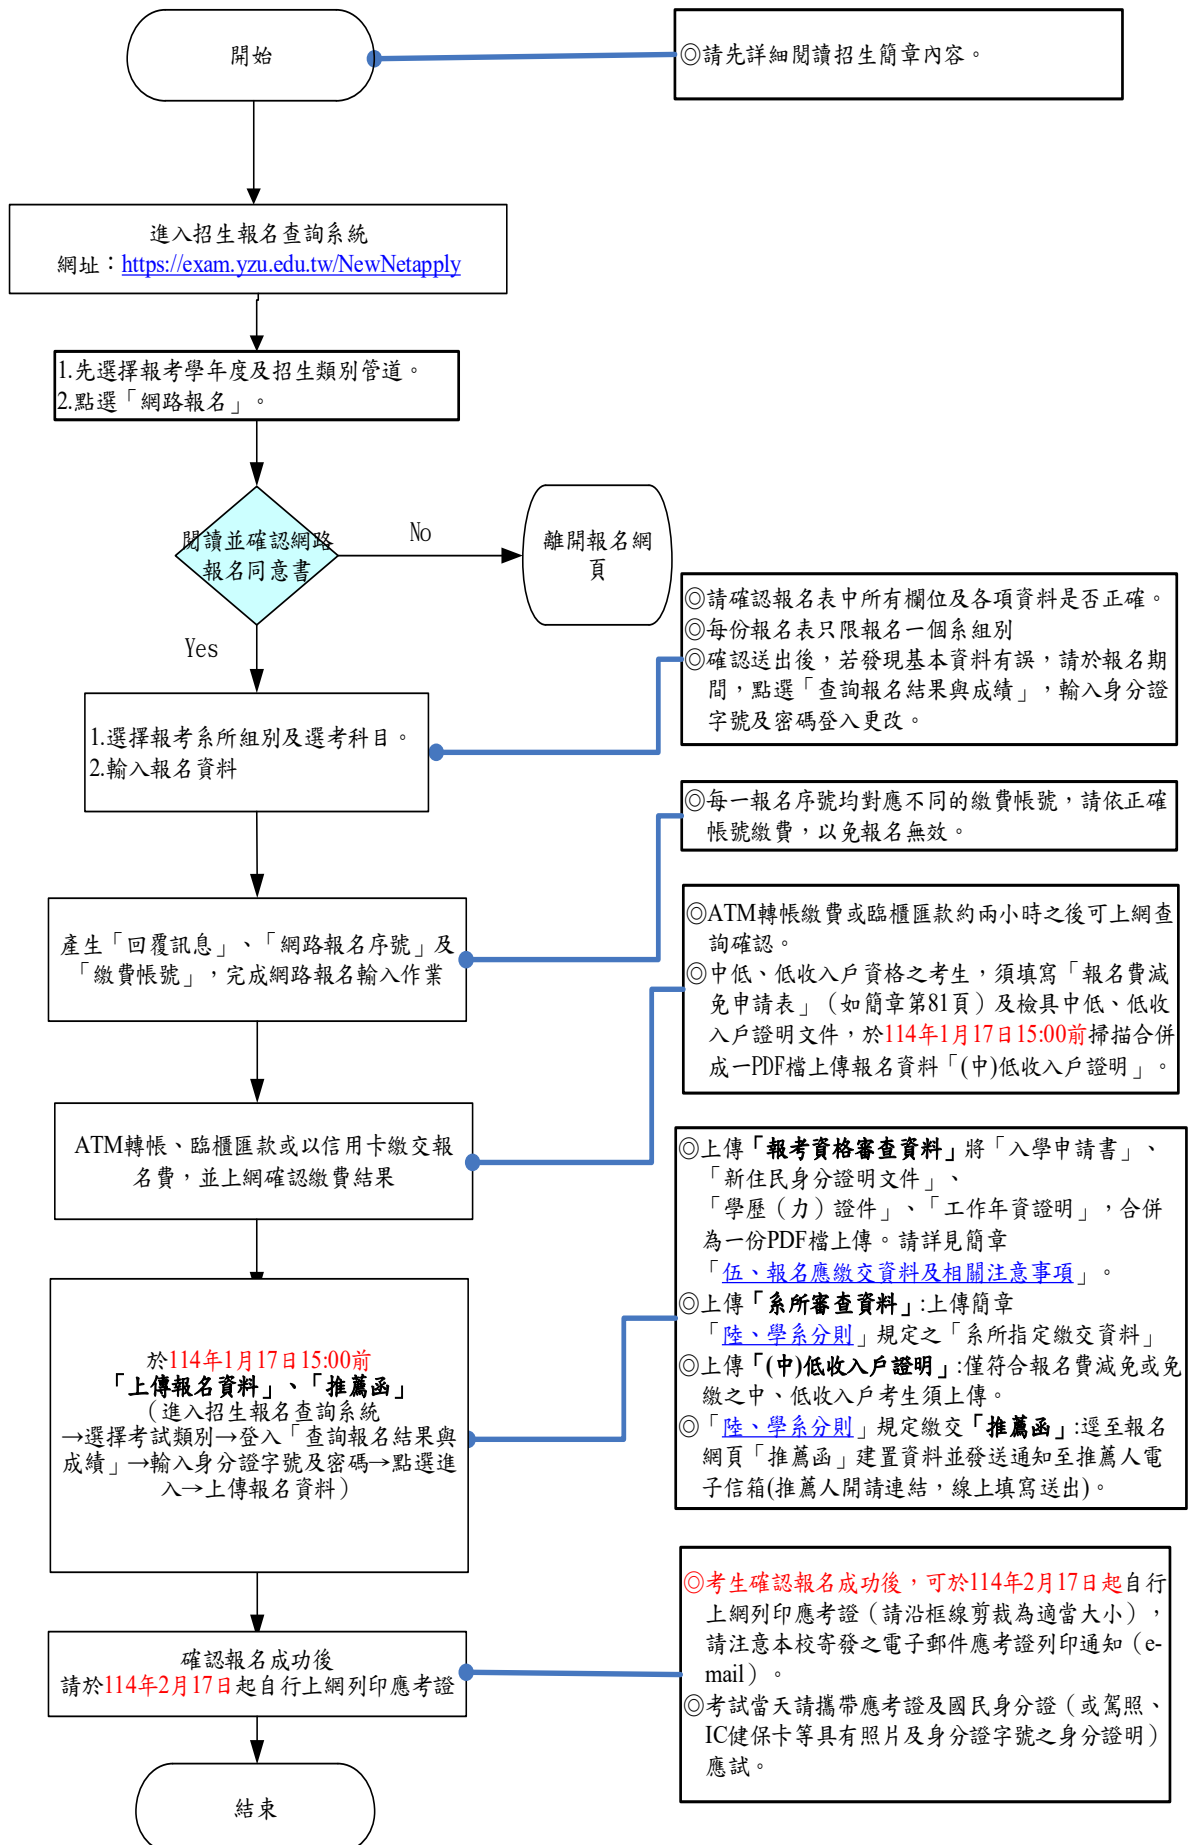 開始
◎請先詳細閱讀招生簡章內容。
進入招生報名查詢系統
網址：https://exam.yzu.edu.tw/NewNetapply
1.先選擇報考學年度及招生類別管道。
2.點選「網路報名」。
閱讀並確認網路
報名同意書
No
離開報名網
頁
Yes
◎請確認報名表中所有欄位及各項資料是否正確。
◎每份報名表只限報名一個系組別
◎確認送出後，若發現基本資料有誤，請於報名期
間，點選「查詢報名結果與成績」，輸入身分證
字號及密碼登入更改。
1.選擇報考系所組別及選考科目。
2.輸入報名資料
◎每一報名序號均對應不同的繳費帳號，請依正確
帳號繳費，以免報名無效。
產生「回覆訊息」、「網路報名序號」及
「繳費帳號」，完成網路報名輸入作業
◎ATM轉帳繳費或臨櫃匯款約兩小時之後可上網查
詢確認。
◎中低、低收入戶資格之考生，須填寫「報名費減
免申請表」（如簡章第81頁）及檢具中低、低收
入戶證明文件，於114年1月17日15:00前掃描合併
成一PDF檔上傳報名資料「(中)低收入戶證明」。
ATM轉帳、臨櫃匯款或以信用卡繳交報
名費，並上網確認繳費結果
◎上傳「報考資格審查資料」將「入學申請書」、
「新住民身分證明文件」、
「學歷（力）證件」、「工作年資證明」，合併
為一份PDF檔上傳。請詳見簡章
「伍、報名應繳交資料及相關注意事項」。
◎上傳「系所審查資料」:上傳簡章
「陸、學系分則」規定之「系所指定繳交資料」
◎上傳「(中)低收入戶證明」:僅符合報名費減免或免
繳之中、低收入戶考生須上傳。
◎「陸、學系分則」規定繳交「推薦函」:逕至報名
網頁「推薦函」建置資料並發送通知至推薦人電
子信箱(推薦人開請連結，線上填寫送出)。
於114年1月17日15:00前
「上傳報名資料」、「推薦函」
（進入招生報名查詢系統
→選擇考試類別→登入「查詢報名結果與
成績」→輸入身分證字號及密碼→點選進
入→上傳報名資料）
◎考生確認報名成功後，可於114年2月17日起自行
上網列印應考證（請沿框線剪裁為適當大小），
請注意本校寄發之電子郵件應考證列印通知（e-
mail）。
◎考試當天請攜帶應考證及國民身分證（或駕照、
IC健保卡等具有照片及身分證字號之身分證明）
應試。
確認報名成功後
請於114年2月17日起自行上網列印應考證
結束